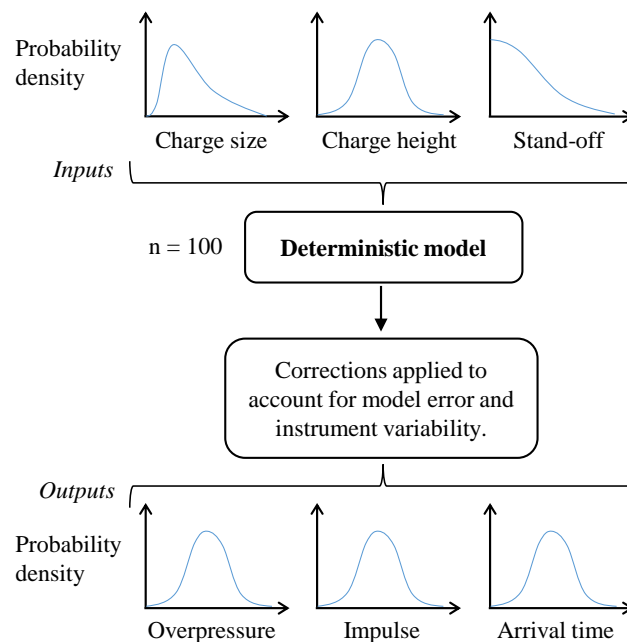 Probability
density
Charge size
Charge height
Stand-off
Inputs
n = 100
Deterministic model
Corrections applied to
account for model error and
instrument variability.
Outputs
Probability
density
Overpressure
Impulse
Arrival time